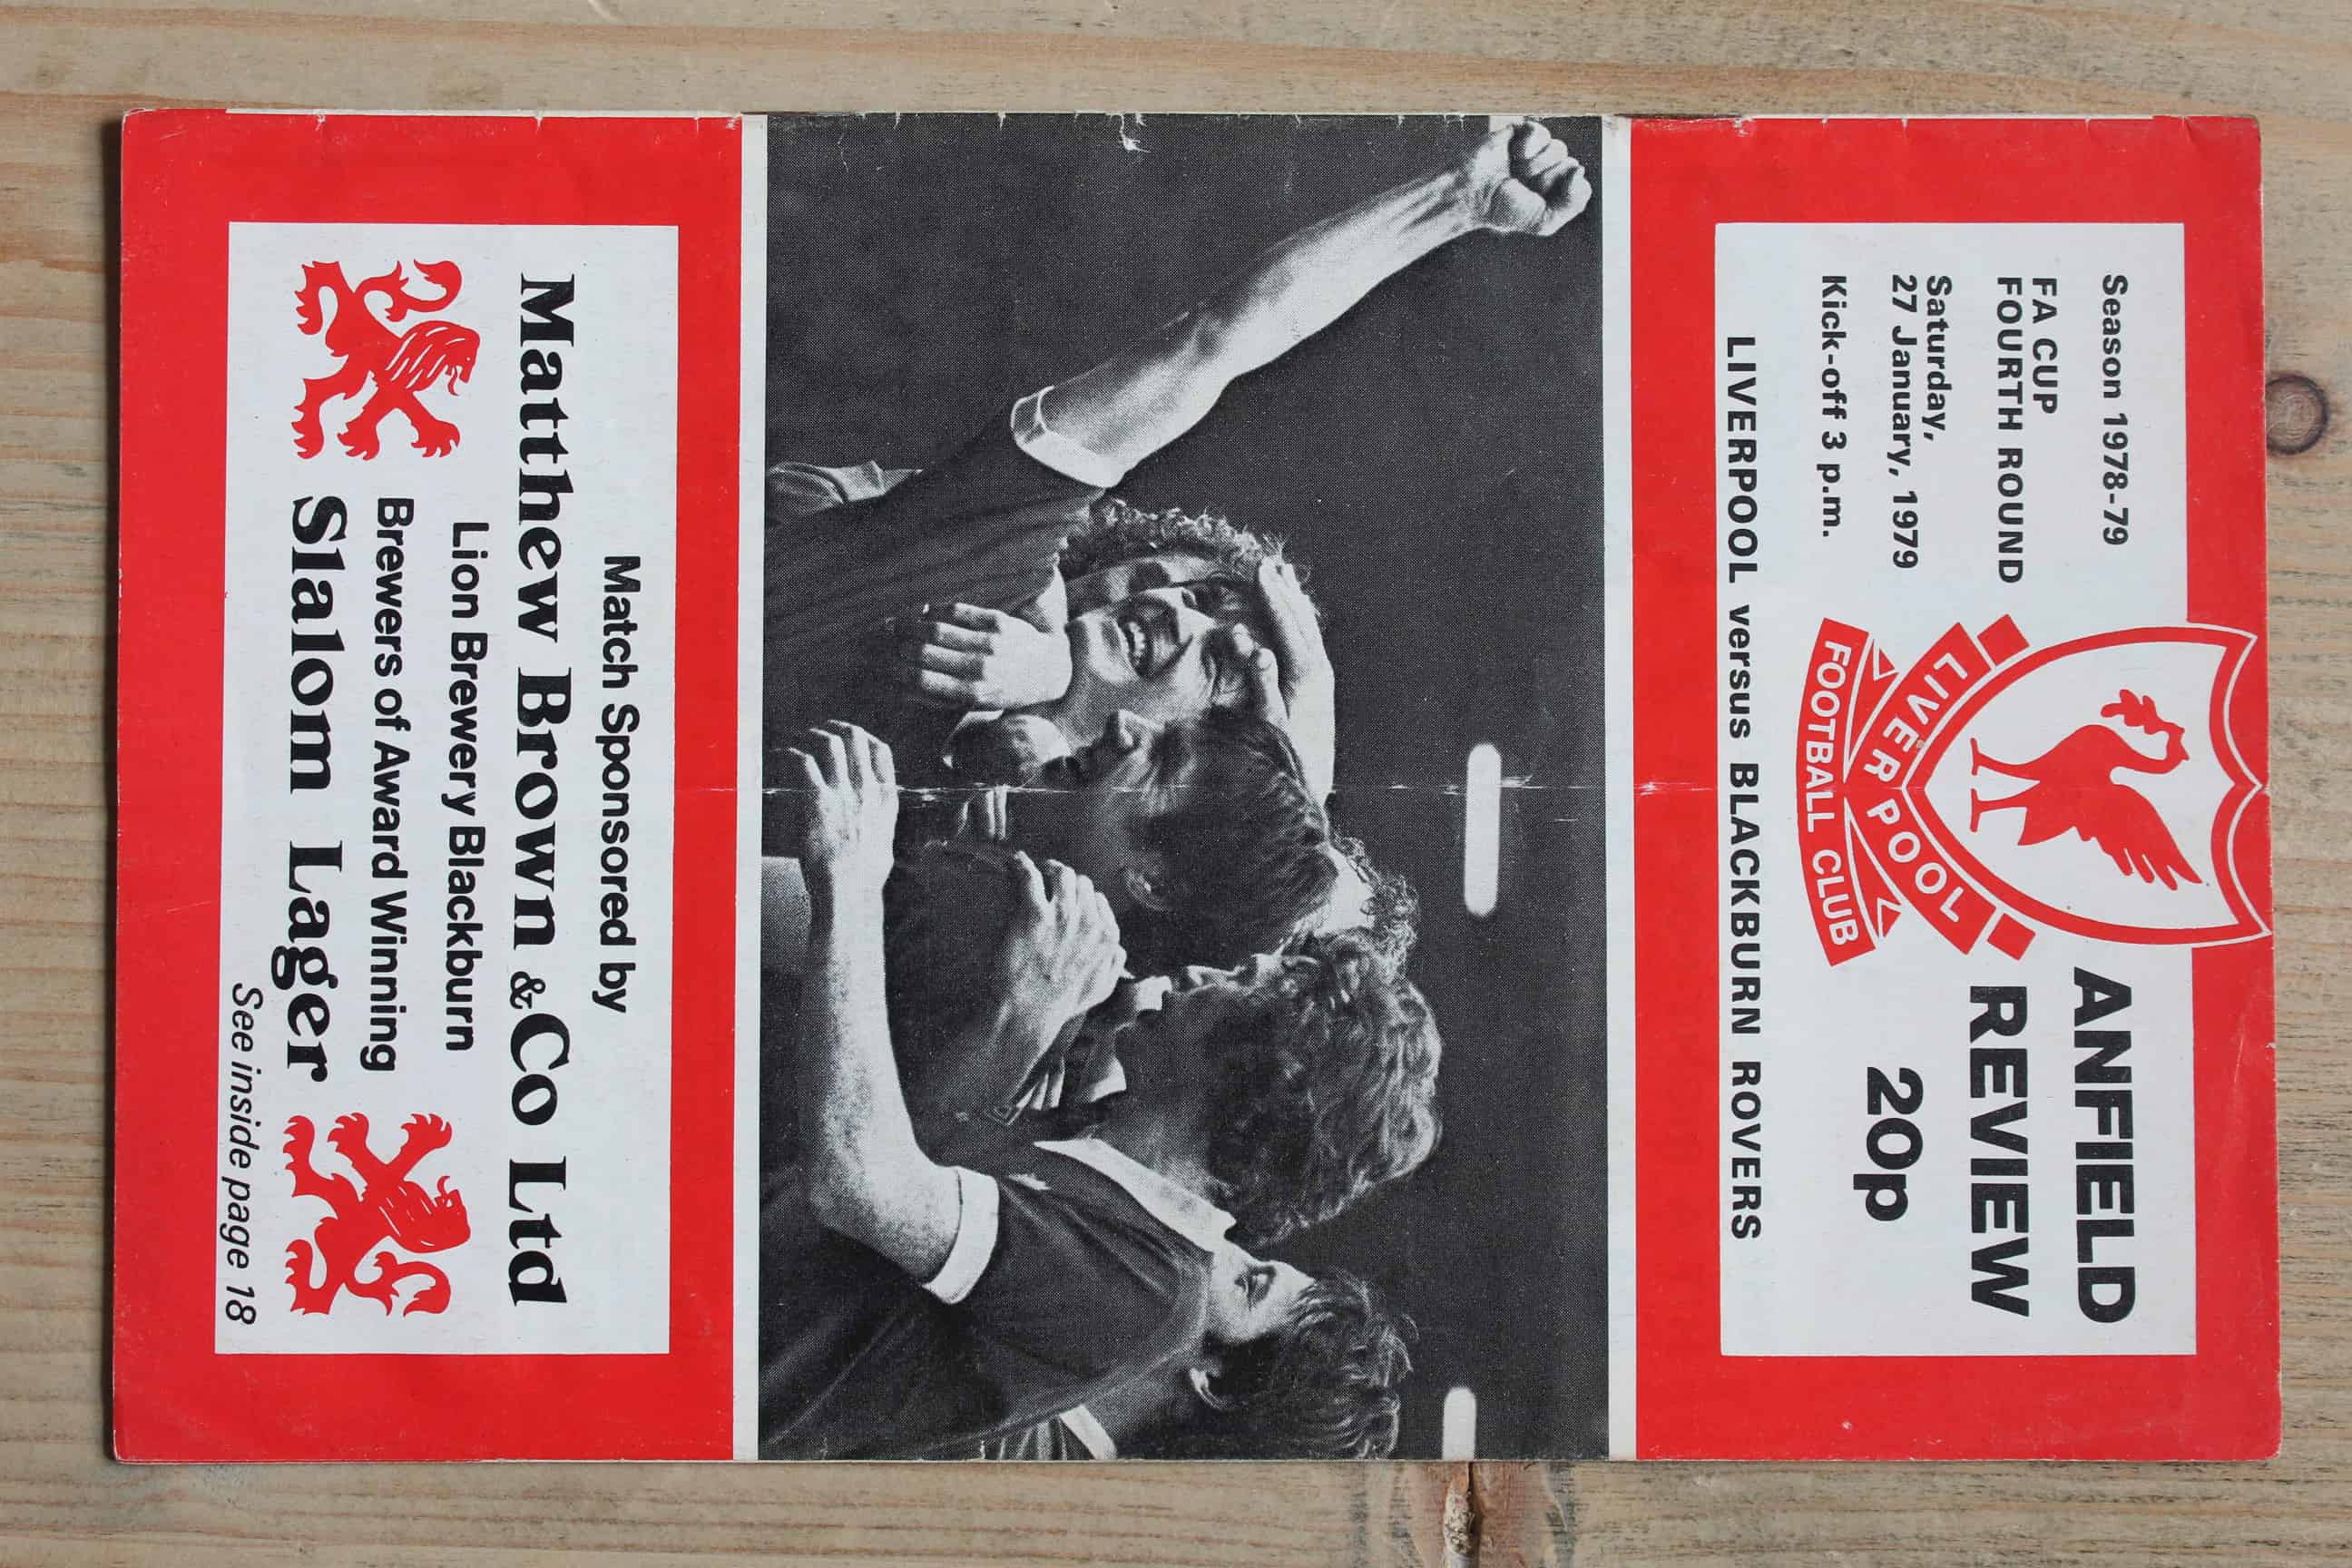 Season 1978-79
FA CUP
FOURTH ROUND
Saturday,
27 January, 1979
Kick-off 3 p.m.
LIVERPOOL
FOOTBALL CLUB
ANFIELD
REVIEW
20p
LIVERPOOL versus BLACKBURN ROVERS
Match Sponsored by
Matthew Brown & Co Ltd
Lion Brewery Blackburn
Brewers of Award Winning
Slalom Lager
See inside page 18